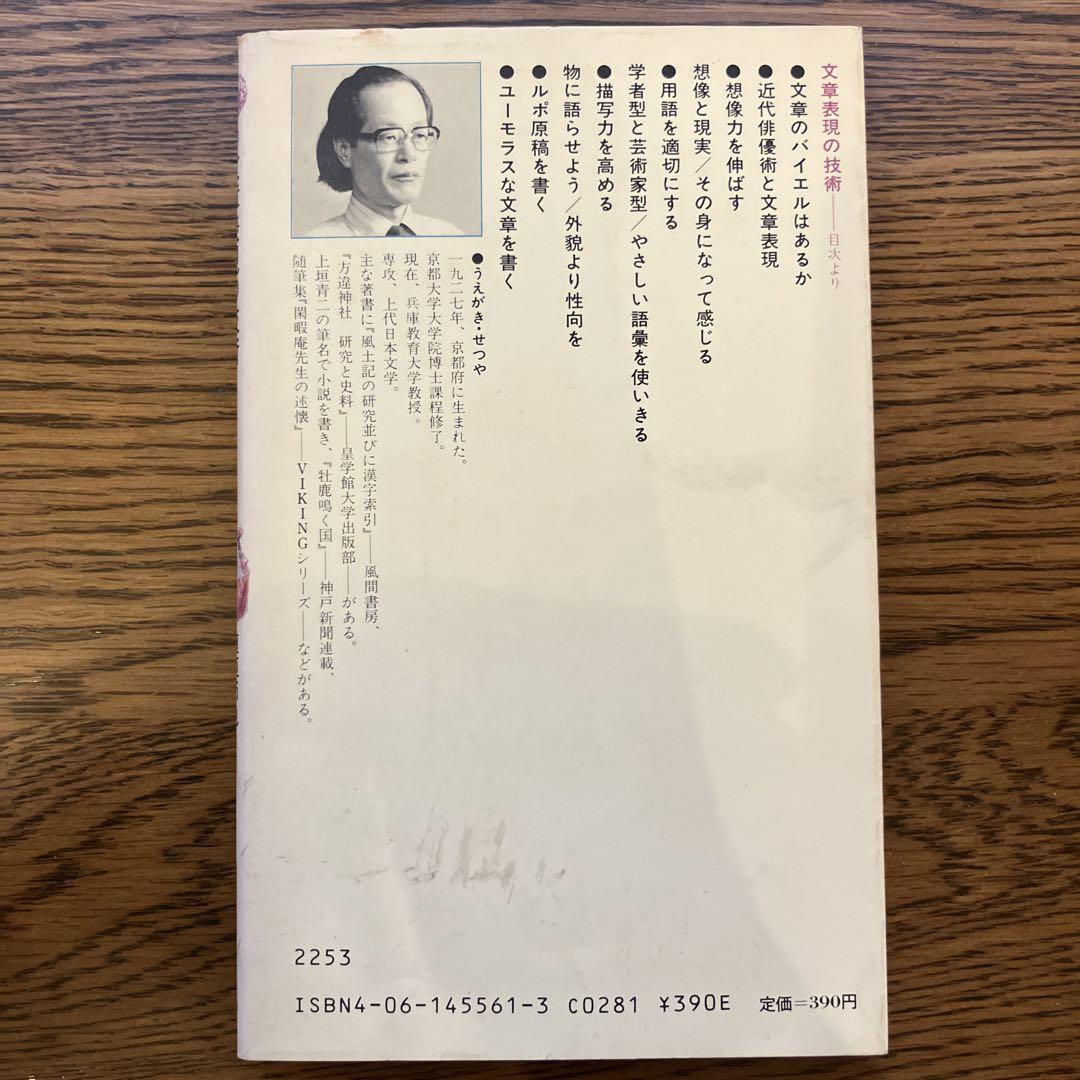 文章表現の技術——目次より
●文章のバイエルはあるか
●近代俳優術と文章表現
●想像力を伸ばす
想像と現実/その身になって感じる
●用語を適切にする
学者型と芸術家型/やさしい語彙を使いきる
●描写力を高める
物に語らせよう/外貌より性向を
●ルポ原稿を書く
●ユーモラスな文章を書く
●うえがき・せつや
一九二七年、京都府に生まれた。
京都大学大学院博士課程修了。
現在、兵庫教育大学教授。
専攻、上代日本文学。
主な著書に『風土記の研究並びに漢字索引』——風間書房、
『方違神社 研究と史料』——皇学館大学出版部——がある。
上垣青二の筆名で小説を書き、『牡鹿鳴く国』——神戸新聞連載、
随筆集『閑暇庵先生の述懐』——VIKINGシリーズ——などがある。
2253
ISBN4-06-145561-3 C0281 ¥390E 定価=390円